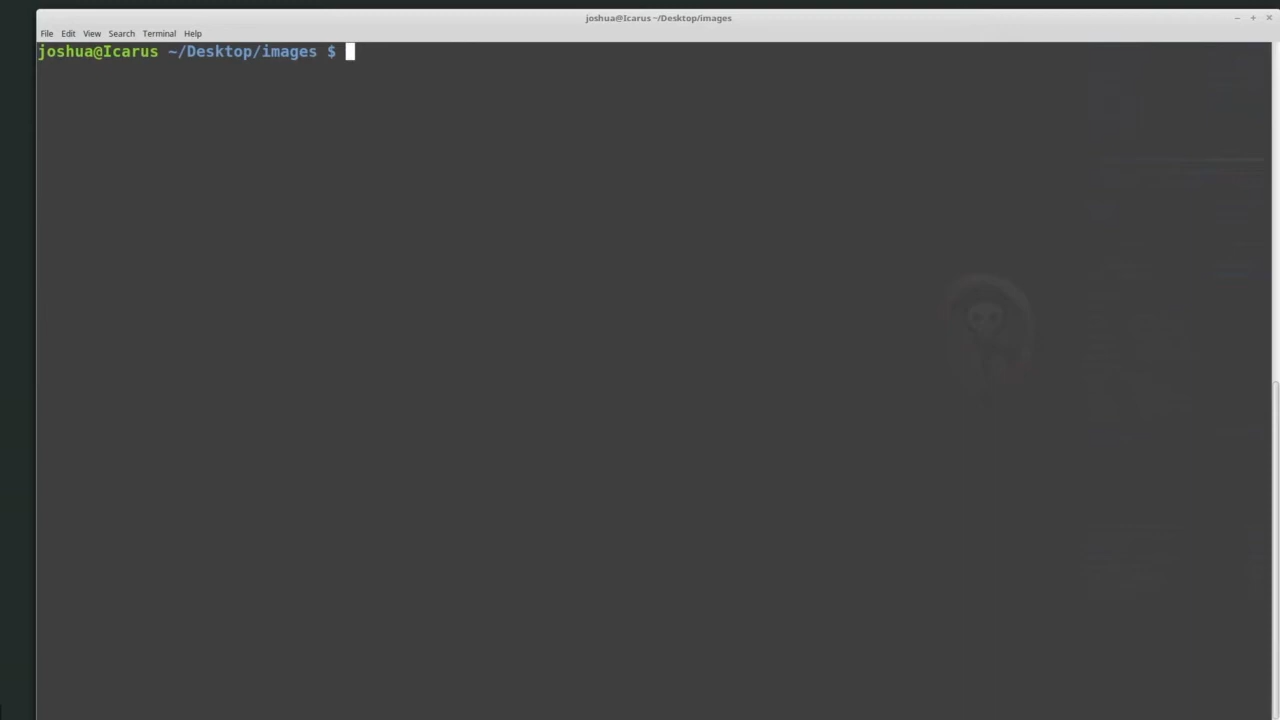 joshua@Icarus ~/Desktop/images
File Edit View Search Terminal Help
joshua@Icarus ~/Desktop/images $